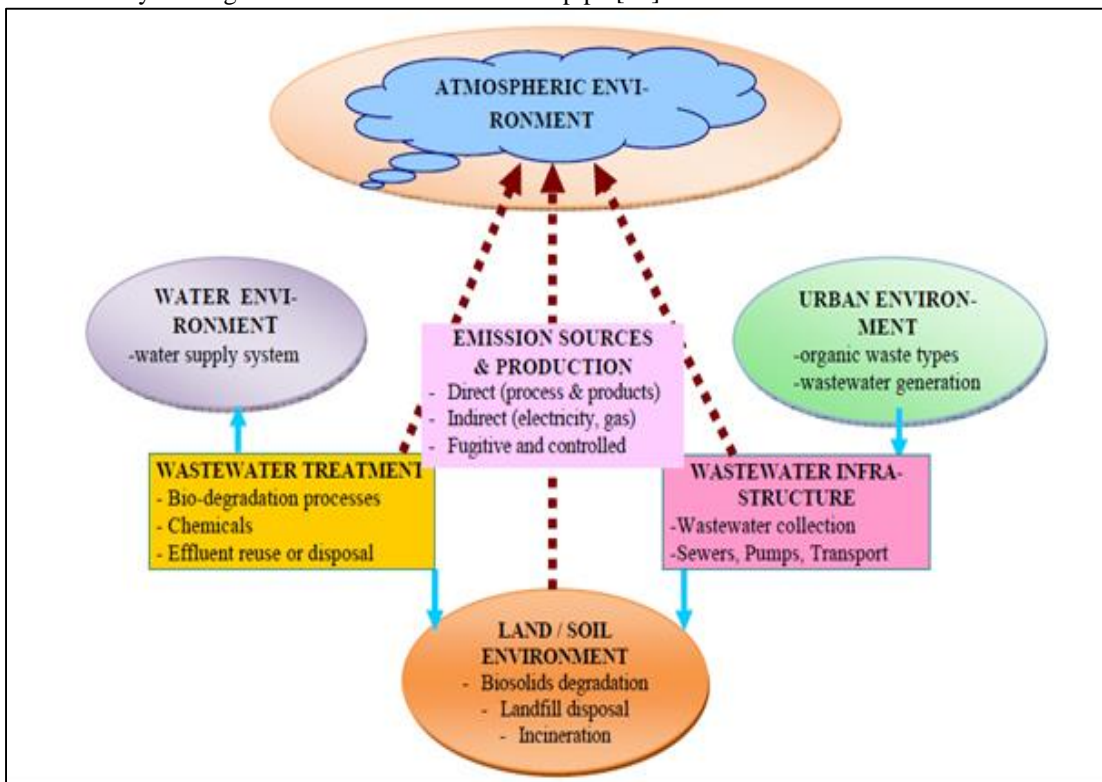 ATMOSPHERIC ENVI-
RONMENT
WATER ENVI-
RONMENT
-water supply system
URBAN ENVIRON-
MENT
-organic waste types
-wastewater generation
EMISSION SOURCES
& PRODUCTION
- Direct (process & products)
- Indirect (electricity, gas)
- Fugitive and controlled
WASTEWATER TREATMENT
- Bio-degradation processes
- Chemicals
- Effluent reuse or disposal
WASTEWATER INFRA-
STRUCTURE
-Wastewater collection
-Sewers, Pumps, Transport
LAND / SOIL
ENVIRONMENT
- Biosolids degradation
- Landfill disposal
- Incineration